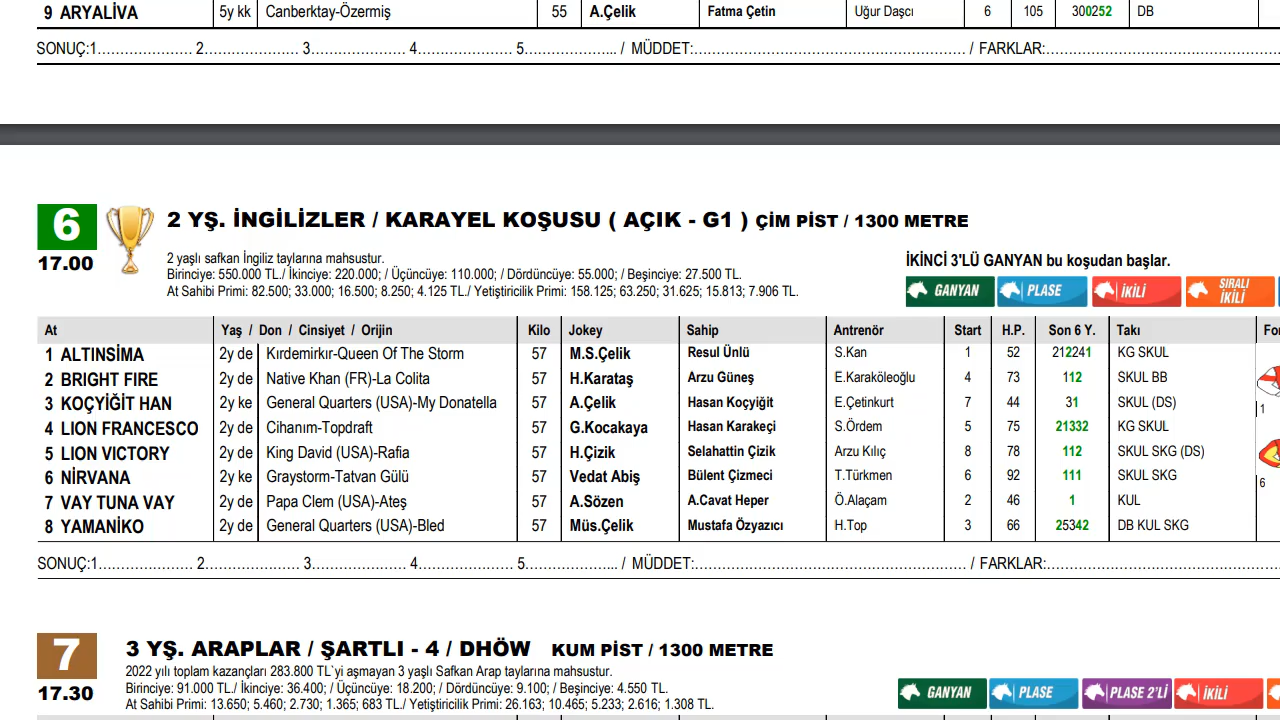 9 ARYALİVA 5y kk Canberktay-Özermiş 55 A.Çelik Fatma Çetin Uğur Daşcı 6 105 300252 DB
SONUÇ:1...................... 2...................... 3...................... 4...................... 5...................... / MÜDDET:............................................................... / FARKLAR:.......................................................
6 2 YŞ. İNGİLİZLER / KARAYEL KOŞUSU ( AÇIK - G1 ) ÇİM PİST / 1300 METRE
17.00
2 yaşlı safkan İngiliz taylarına mahsustur.
Birinciye: 550.000 TL./ İkinciye: 220.000; / Üçüncüye: 110.000; / Dördüncüye: 55.000; / Beşinciye: 27.500 TL.
At Sahibi Primi: 82.500; 33.000; 16.500; 8.250; 4.125 TL./ Yetiştiricilik Primi: 158.125; 63.250; 31.625; 15.813; 7.906 TL.
İKİNCİ 3'LÜ GANYAN bu koşudan başlar.
GANYAN PLASE İKİLİ SIRALI İKİLİ
At Yaş / Don / Cinsiyet / Orijin Kilo Jokey Sahip Antrenör Start H.P. Son 6 Y. Takı For
1 ALTINSİMA 2y de Kırdemirkır-Queen Of The Storm 57 M.S.Çelik Resul Ünlü S.Kan 1 52 212241 KG SKUL
2 BRIGHT FIRE 2y de Native Khan (FR)-La Colita 57 H.Karataş Arzu Güneş E.Karaköleoğlu 4 73 112 SKUL BB
3 KOÇYİĞİT HAN 2y ke General Quarters (USA)-My Donatella 57 A.Çelik Hasan Koçyiğit E.Çetinkurt 7 44 31 SKUL (DS) 1
4 LION FRANCESCO 2y de Cihanım-Topdraft 57 G.Kocakaya Hasan Karakeçi S.Ördem 5 75 21332 KG SKUL
5 LION VICTORY 2y de King David (USA)-Rafia 57 H.Çizik Selahattin Çizik Arzu Kılıç 8 78 112 SKUL SKG (DS)
6 NİRVANA 2y ke Graystorm-Tatvan Gülü 57 Vedat Abiş Bülent Çizmeci T.Türkmen 6 92 111 SKUL SKG 6
7 VAY TUNA VAY 2y de Papa Clem (USA)-Ateş 57 A.Sözen A.Cavat Heper Ö.Alaçam 2 46 1 KUL
8 YAMANİKO 2y de General Quarters (USA)-Bled 57 Müs.Çelik Mustafa Özyazıcı H.Top 3 66 25342 DB KUL SKG
SONUÇ:1...................... 2...................... 3...................... 4...................... 5...................... / MÜDDET:............................................................... / FARKLAR:.......................................................
7 3 YŞ. ARAPLAR / ŞARTLI - 4 / DHÖW KUM PİST / 1300 METRE
17.30
2022 yılı toplam kazançları 283.800 TL`yi aşmayan 3 yaşlı Safkan Arap taylarına mahsustur.
Birinciye: 91.000 TL./ İkinciye: 36.400; / Üçüncüye: 18.200; / Dördüncüye: 9.100; / Beşinciye: 4.550 TL.
At Sahibi Primi: 13.650; 5.460; 2.730; 1.365, 683 TL./ Yetiştiricilik Primi: 26.163; 10.465; 5.233; 2.616; 1.308 TL.
GANYAN PLASE PLASE 2'Lİ İKİLİ